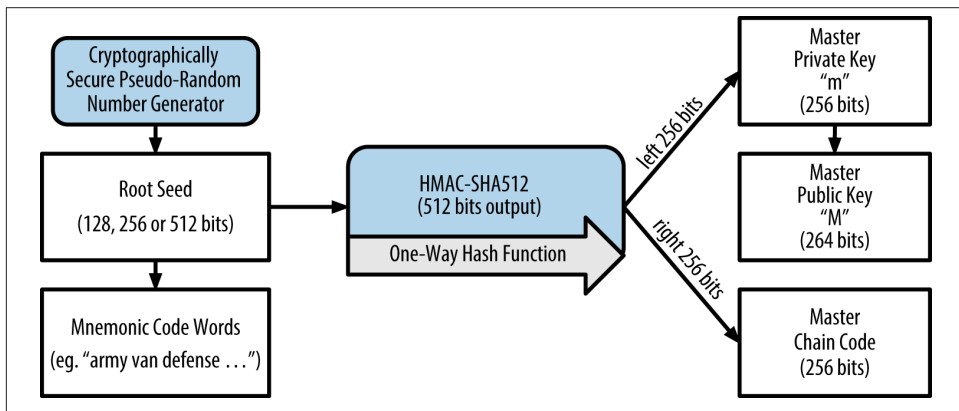 Cryptographically
Secure Pseudo-Random
Number Generator
Root Seed
(128, 256 or 512 bits)
Mnemonic Code Words
(eg. “army van defense …”)
HMAC-SHA512
(512 bits output)
One-Way Hash Function
left 256 bits
right 256 bits
Master
Private Key
“m”
(256 bits)
Master
Public Key
“M”
(264 bits)
Master
Chain Code
(256 bits)